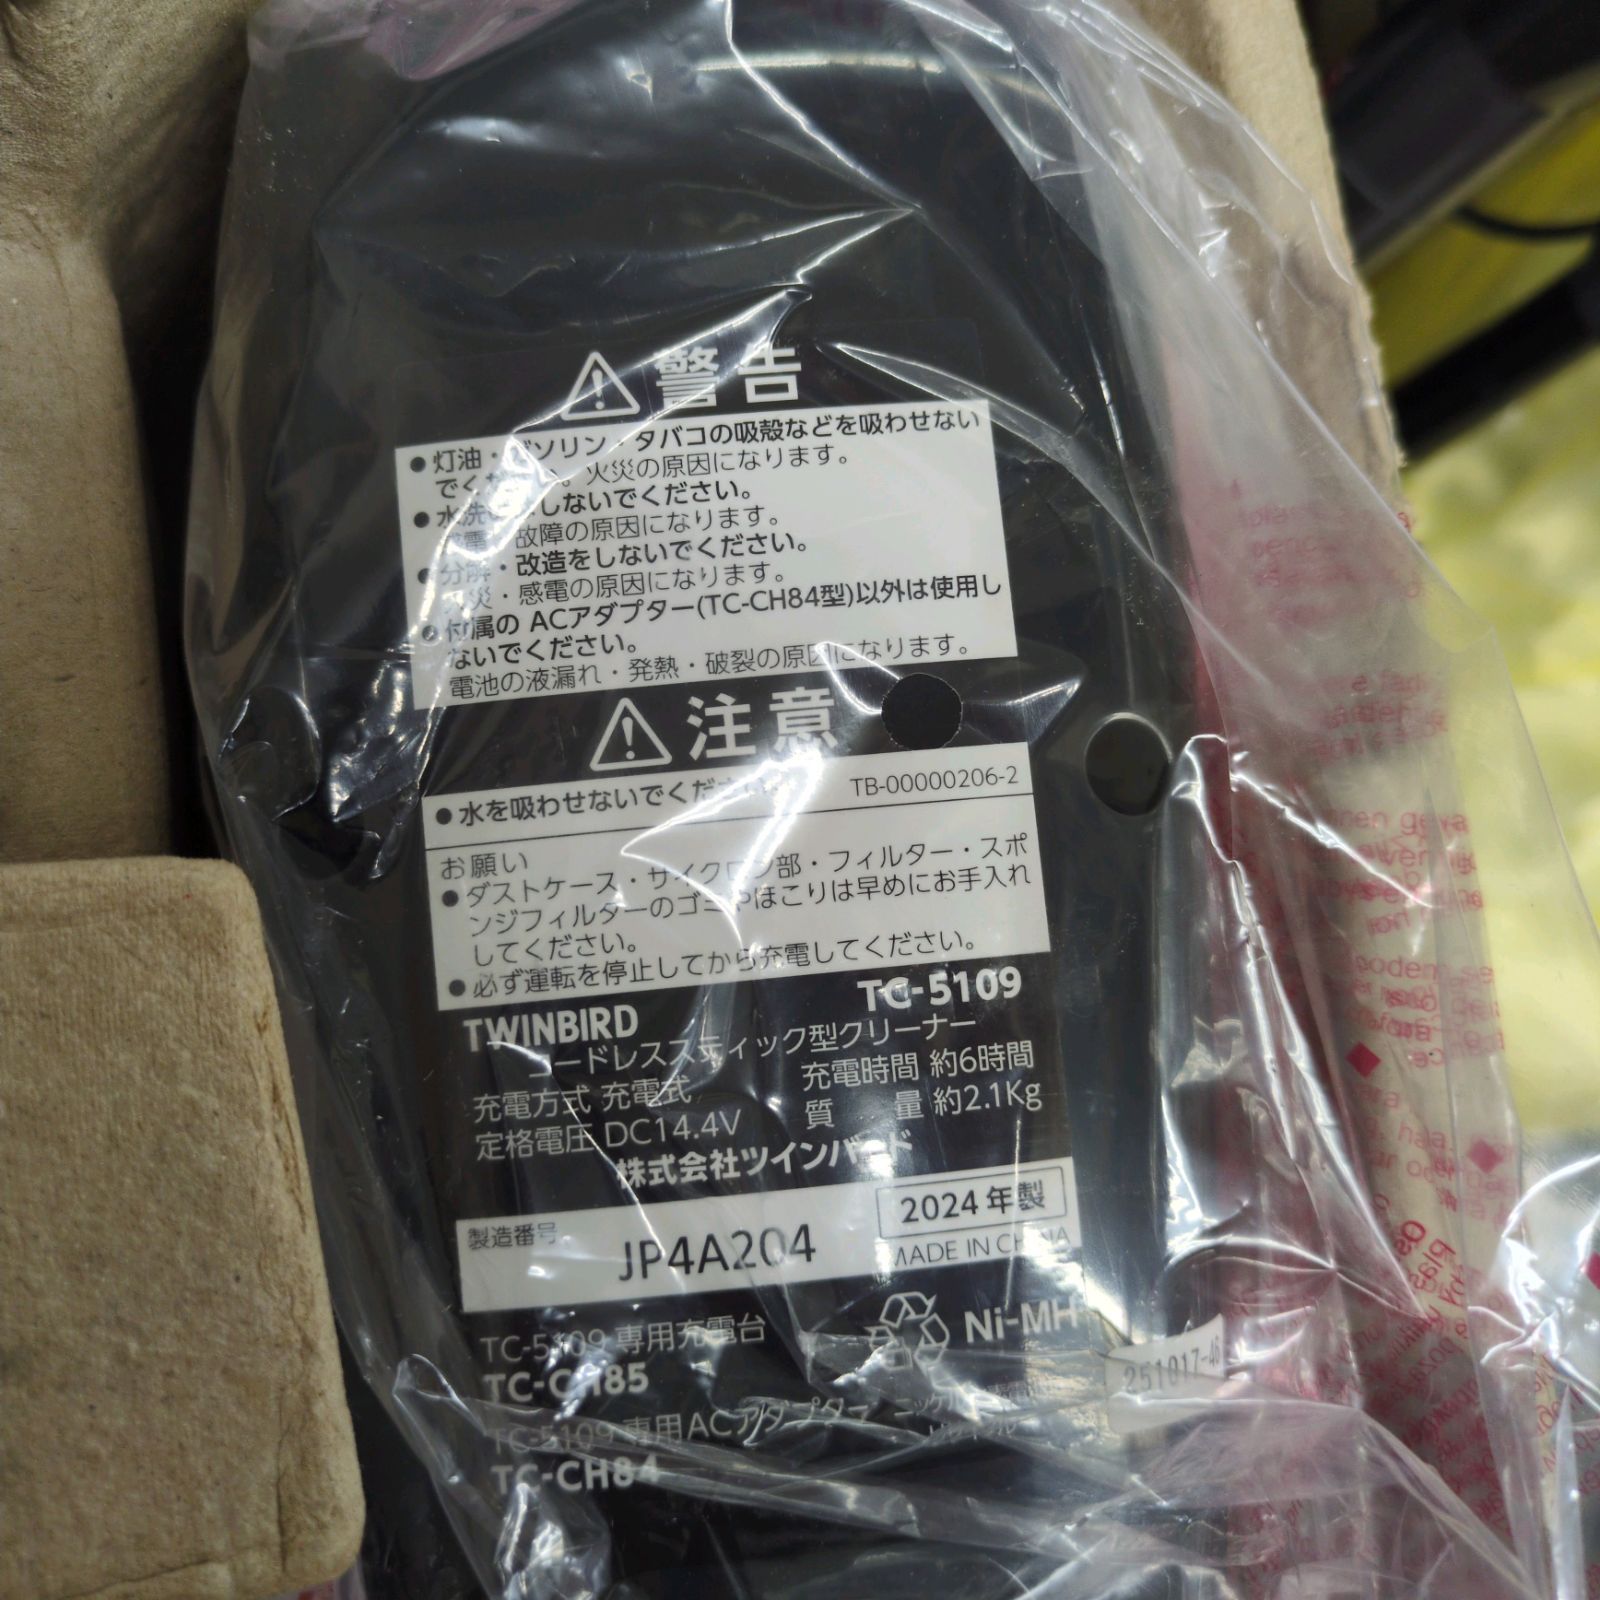 警告
●灯油・ガソリン・タバコの吸殻などを吸わせない
でください。火災の原因になります。
●水洗いをしないでください。
感電・故障の原因になります。
●分解・改造をしないでください。
火災・感電の原因になります。
●付属の ACアダプター(TC-CH84型)以外は使用し
ないでください。
電池の液漏れ・発熱・破裂の原因になります。
注意
●水を吸わせないでください。
TB-00000206-2
お願い
●ダストケース・サイクロン部・フィルター・スポ
ンジフィルターのゴミやほこりは早めにお手入れ
してください。
●必ず運転を停止してから充電してください。
TWINBIRD TC-5109
コードレススティック型クリーナー
充電方式 充電式 充電時間 約6時間
定格電圧 DC14.4V 質量 約2.1Kg
株式会社ツインバード
製造番号 JP4A204 2024年製
MADE IN CHINA
TC-5109 専用充電台
TC-CH85
Ni-MH
251017-46
TC-5109 専用ACアダプター
TC-CH84